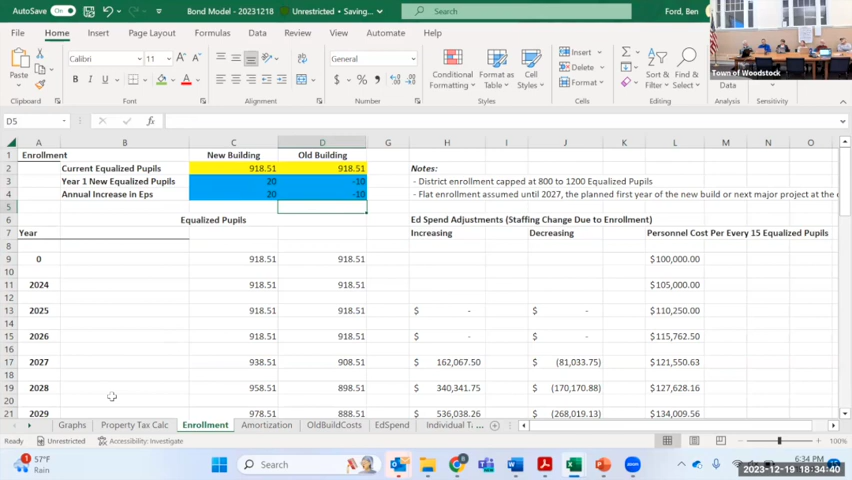 AutoSave On Bond Model - 20231218 Unrestricted • Saving... Search Ford, Ben
File Home Insert Page Layout Formulas Data Review View Automate Help
Town of Woodstock
Paste Calibri 11 General Conditional Formatting Format as Table Cell Styles Insert Delete Format Sort & Filter Find & Select
Clipboard Font Alignment Number Styles Cells Editing Analysis Sensitivity
D5 fx
A B C D G H I J K L M N O
1 Enrollment New Building Old Building Notes:
2 Current Equalized Pupils 918.51 918.51
3 Year 1 New Equalized Pupils 20 -10 - District enrollment capped at 800 to 1200 Equalized Pupils
4 Annual Increase in Eps 20 -10 - Flat enrollment assumed until 2027, the planned first year of the new build or next major project at the
5
6 Equalized Pupils Ed Spend Adjustments (Staffing Change Due to Enrollment)
7 Year Increasing Decreasing Personnel Cost Per Every 15 Equalized Pupils
8
9 0 918.51 918.51 $100,000.00
10
11 2024 918.51 918.51 $105,000.00
12
13 2025 918.51 918.51 $ - $ - $110,250.00
14
15 2026 918.51 918.51 $ - $ - $115,762.50
16
17 2027 938.51 908.51 $ 162,067.50 $ (81,033.75) $121,550.63
18
19 2028 958.51 898.51 $ 340,341.75 $ (170,170.88) $127,628.16
20
21 2029 978.51 888.51 $ 536,038.26 $ (268,019.13) $134,009.56
Graphs Property Tax Calc Enrollment Amortization OldBuildCosts EdSpend Individual
Ready Unrestricted Accessibility: Investigate 100%
57°F
Rain
Search
6:34 PM
2023-12-19 18:34:40